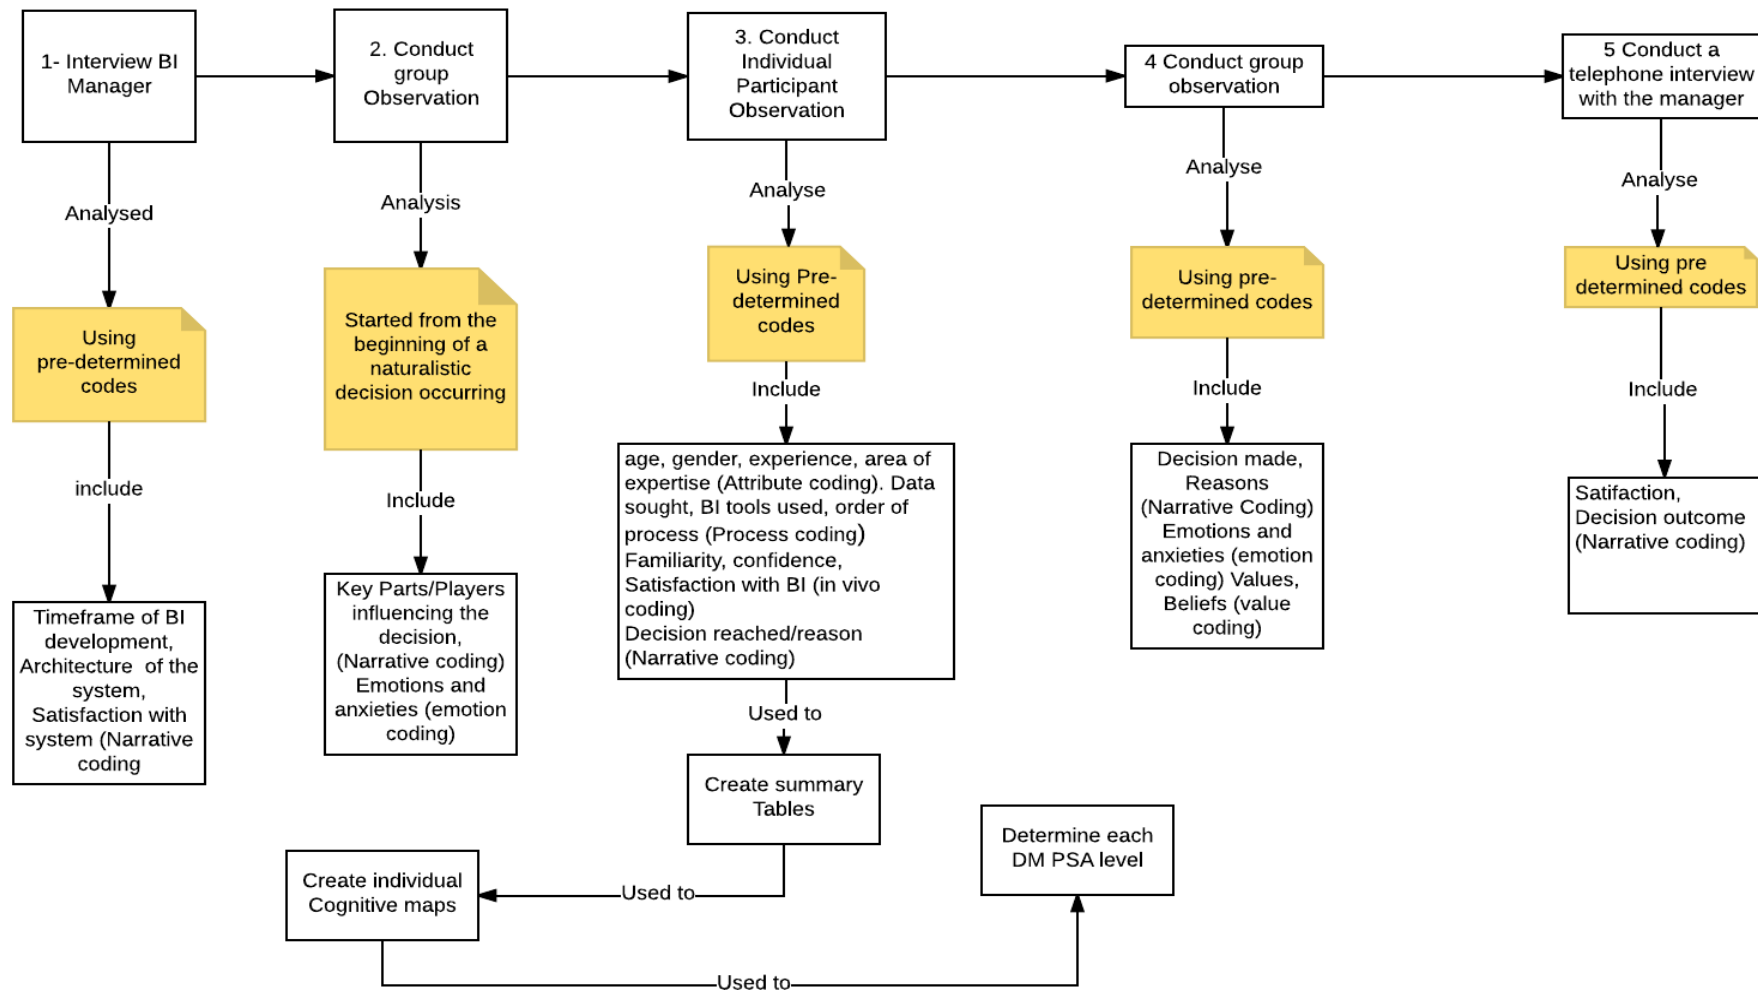 1- Interview BI
Manager
2. Conduct
group
Observation
3. Conduct
Individual
Participant
Observation
4 Conduct group
observation
5 Conduct a
telephone interview
with the manager
Analysed
Analysis
Analyse
Analyse
Analyse
Using
pre-determined
codes
Started from the
beginning of a
naturalistic
decision occurring
Using Pre-
determined
codes
Using pre-
determined codes
Using pre
determined codes
include
Include
Include
Include
Include
Timeframe of BI
development,
Architecture of the
system,
Satisfaction with
system (Narrative
coding
Key Parts/Players
influencing the
decision,
(Narrative coding)
Emotions and
anxieties (emotion
coding)
age, gender, experience, area of
expertise (Attribute coding). Data
sought, BI tools used, order of
process (Process coding)
Familiarity, confidence,
Satisfaction with BI (in vivo
coding)
Decision reached/reason
(Narrative coding)
Decision made,
Reasons
(Narrative Coding)
Emotions and
anxieties (emotion
coding) Values,
Beliefs (value
coding)
Satifaction,
Decision outcome
(Narrative coding)
Used to
Create summary
Tables
Used to
Create individual
Cognitive maps
Used to
Determine each
DM PSA level